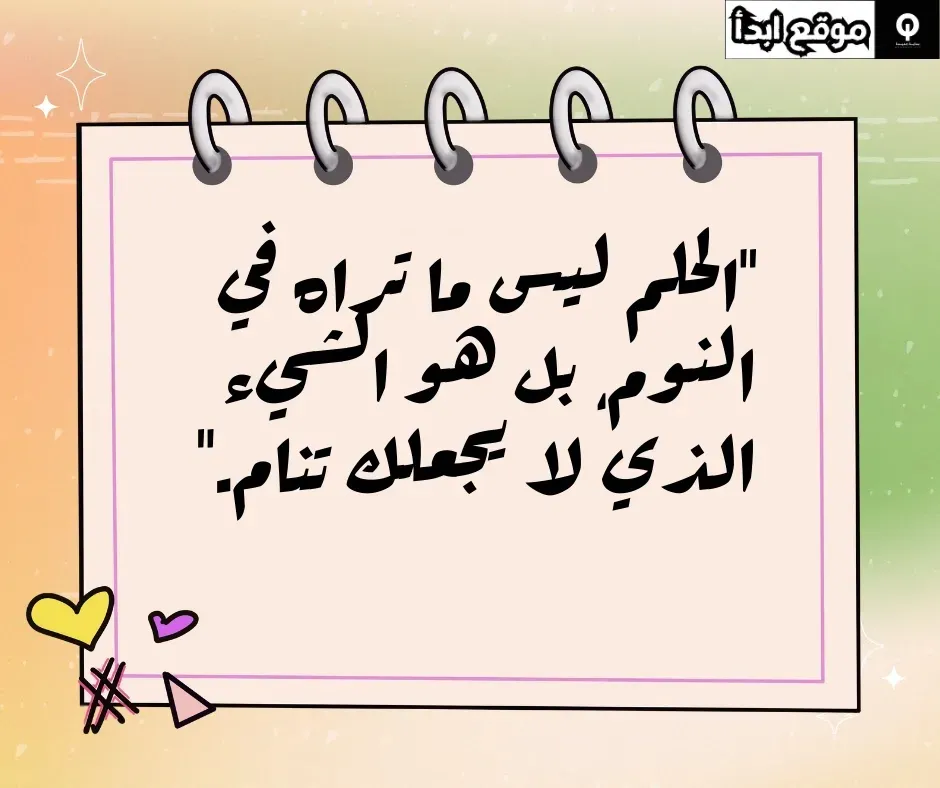 موقع ابدأ
"الحلم ليس ما تراه في
النوم، بل هو الشيء
الذي لا يجعلك تنام."